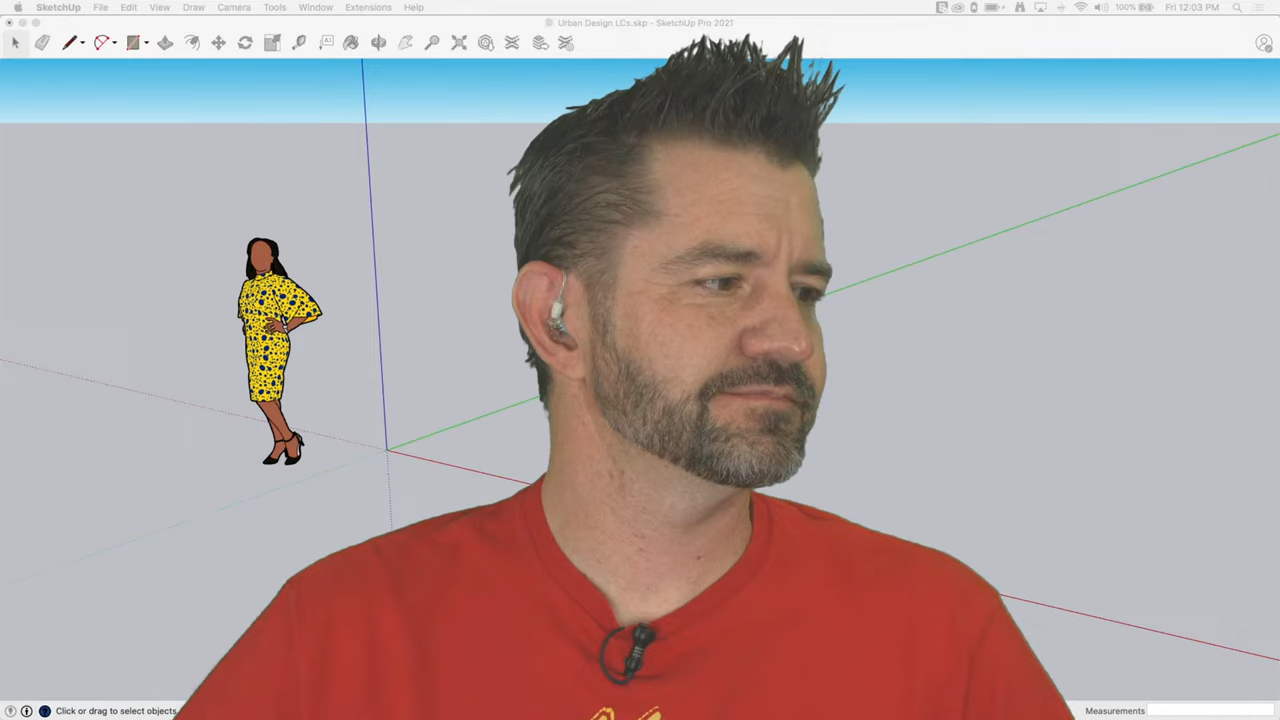 SketchUp File Edit View Draw Camera Tools Window Extensions Help 100% Fri 12:03 PM
Urban Design LCs.skp - SketchUp Pro 2021
Click or drag to select objects.
Measurements